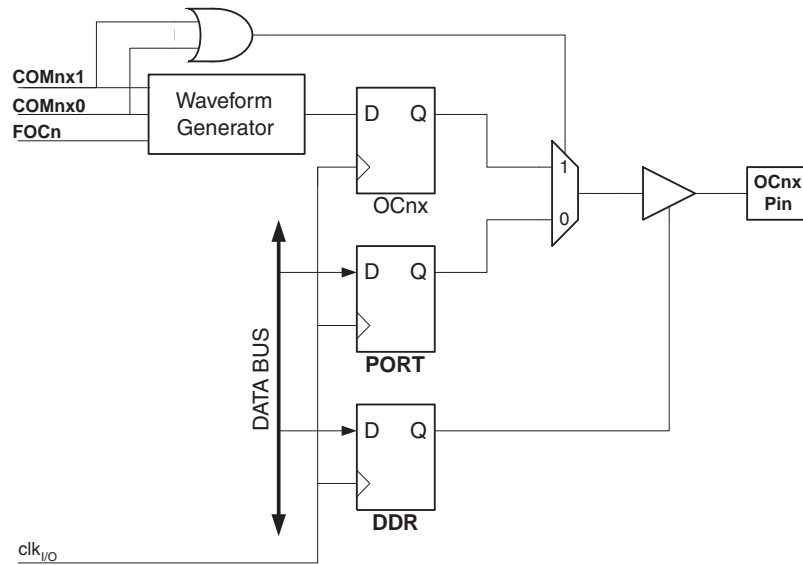 COMnx1
COMnx0
FOCn
Waveform
Generator
D Q
OCnx
1
0
OCnx
Pin
D Q
PORT
DATA BUS
D Q
DDR
clkI/O